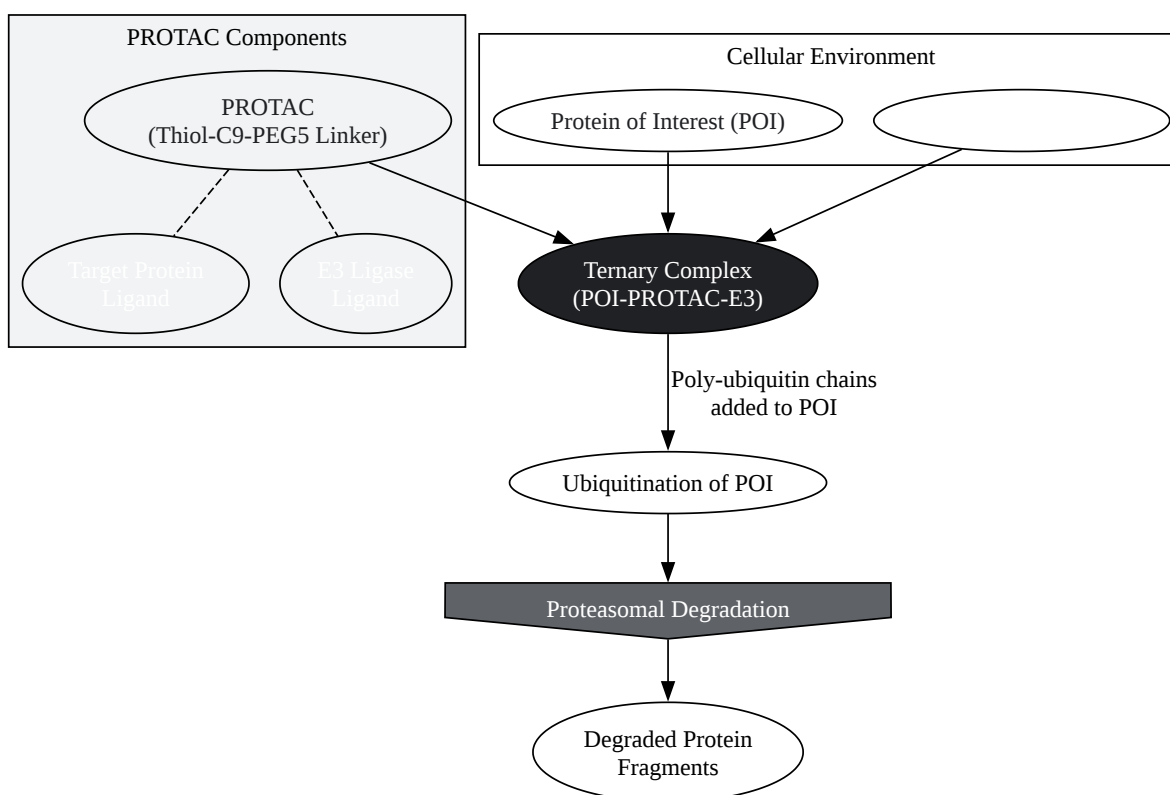 PROTAC Components
Cellular Environment
PROTAC
(Thiol-C9-PEG5 Linker)
Protein of Interest (POI)
Target Protein
Ligand
E3 Ligase
Ligand
Ternary Complex
(POI-PROTAC-E3)
Poly-ubiquitin chains
added to POI
Ubiquitination of POI
Proteasomal Degradation
Degraded Protein
Fragments